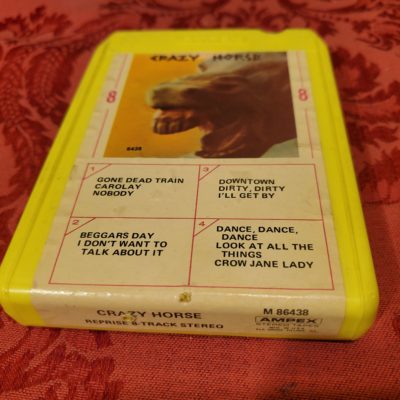 CRAZY HORSE
8
8
6438
1
GONE DEAD TRAIN
CAROLAY
NOBODY
3
DOWNTOWN
DIRTY, DIRTY
I'LL GET BY
2
BEGGARS DAY
I DON'T WANT TO
TALK ABOUT IT
4
DANCE, DANCE,
DANCE
LOOK AT ALL THE
THINGS
CROW JANE LADY
CRAZY HORSE
REPRISE 8-TRACK STEREO
M 86438
AMPEX
STEREO TAPES